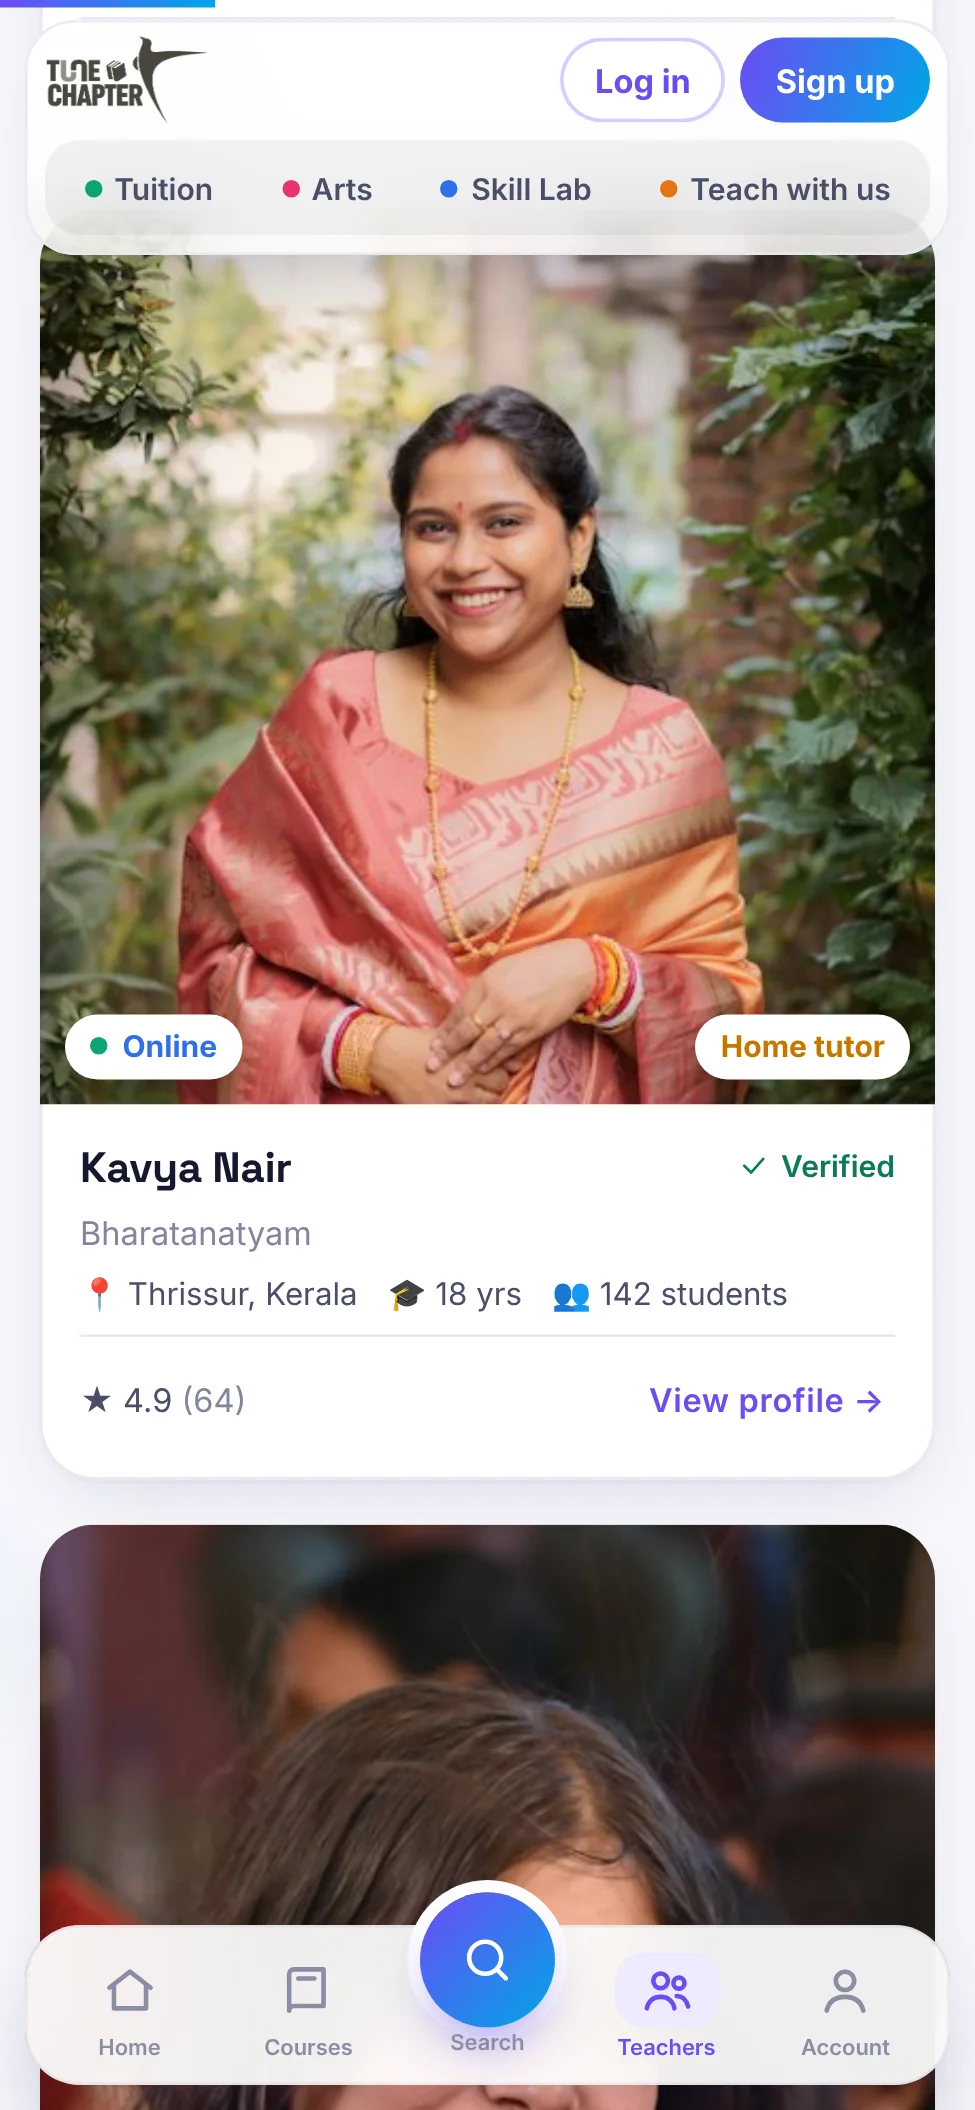 TUNE
CHAPTER
Log in
Sign up
Tuition
Arts
Skill Lab
Teach with us
Online
Home tutor
Kavya Nair
Verified
Bharatanatyam
Thrissur, Kerala 18 yrs 142 students
★ 4.9 (64)
View profile →
Home
Courses
Search
Teachers
Account